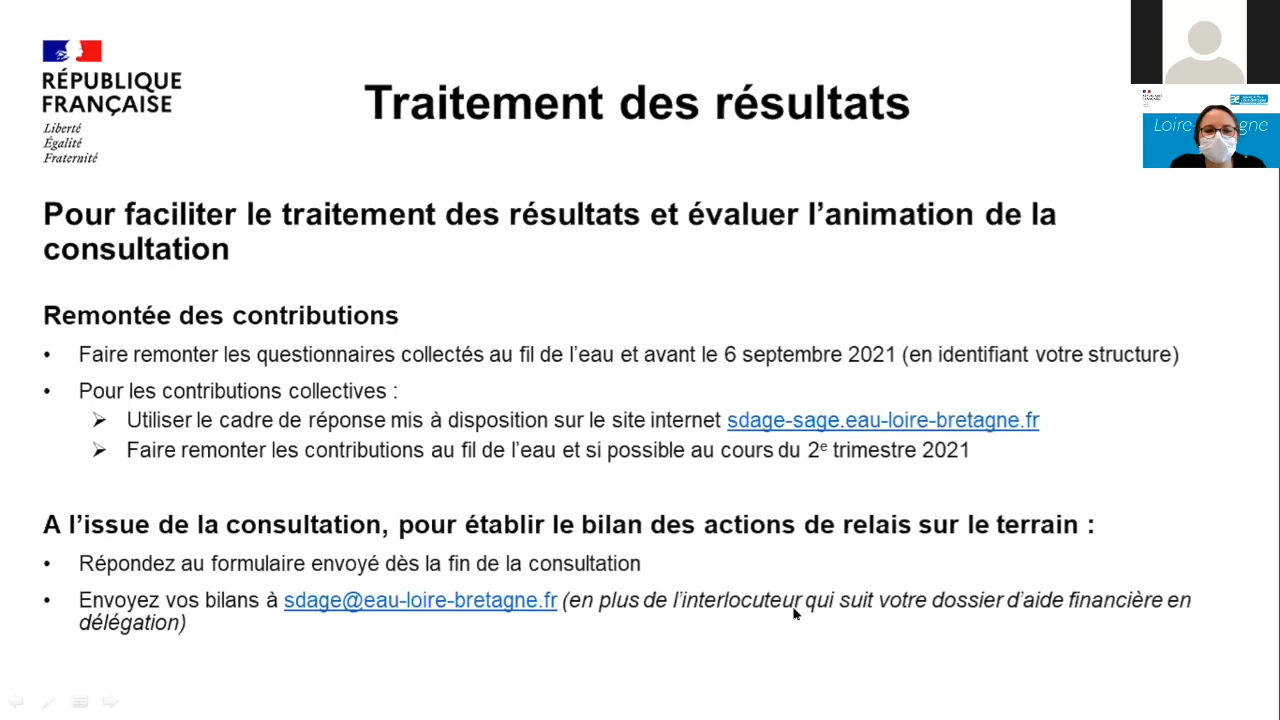 RÉPUBLIQUE
FRANÇAISE
Liberté
Égalité
Fraternité
Traitement des résultats
Loire
gne
Pour faciliter le traitement des résultats et évaluer l’animation de la
consultation
Remontée des contributions
• Faire remonter les questionnaires collectés au fil de l’eau et avant le 6 septembre 2021 (en identifiant votre structure)
• Pour les contributions collectives :
➢ Utiliser le cadre de réponse mis à disposition sur le site internet sdage-sage.eau-loire-bretagne.fr
➢ Faire remonter les contributions au fil de l’eau et si possible au cours du 2e trimestre 2021
A l’issue de la consultation, pour établir le bilan des actions de relais sur le terrain :
• Répondez au formulaire envoyé dès la fin de la consultation
• Envoyez vos bilans à sdage@eau-loire-bretagne.fr (en plus de l’interlocuteur qui suit votre dossier d’aide financière en
délégation)